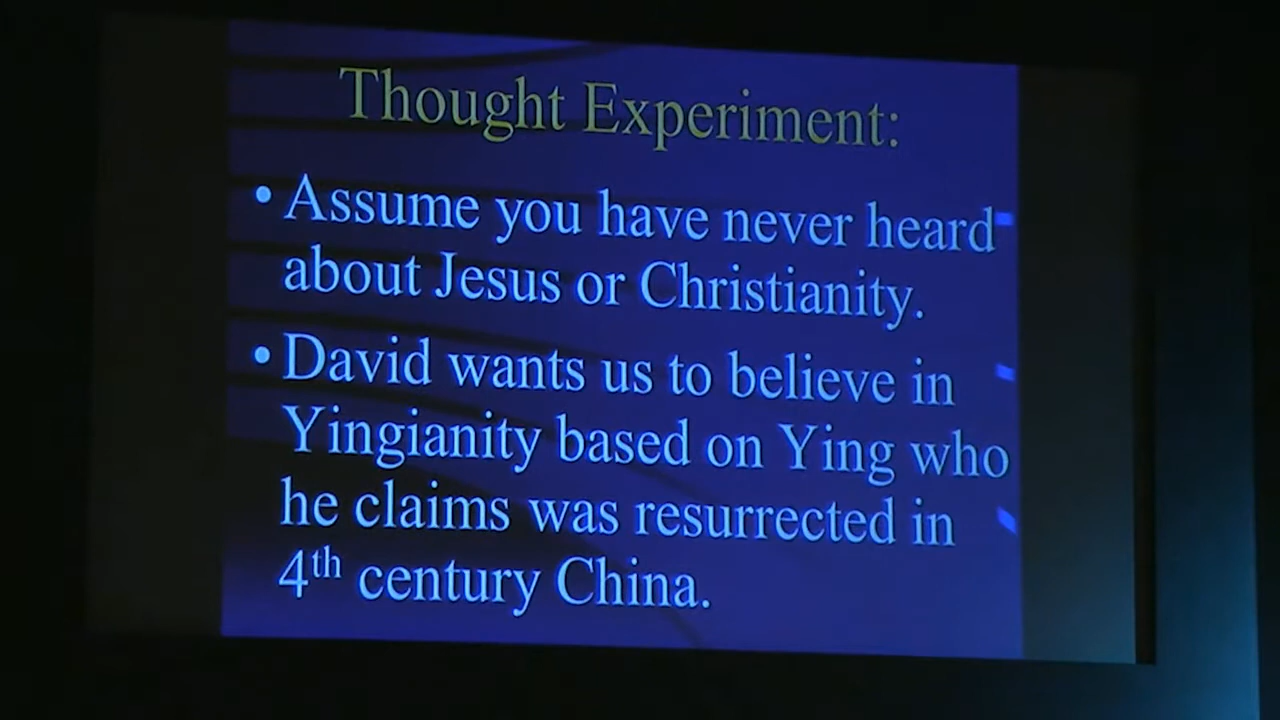 Thought Experiment:
• Assume you have never heard
about Jesus or Christianity.
• David wants us to believe in
Yingianity based on Ying who
he claims was resurrected in
4th century China.